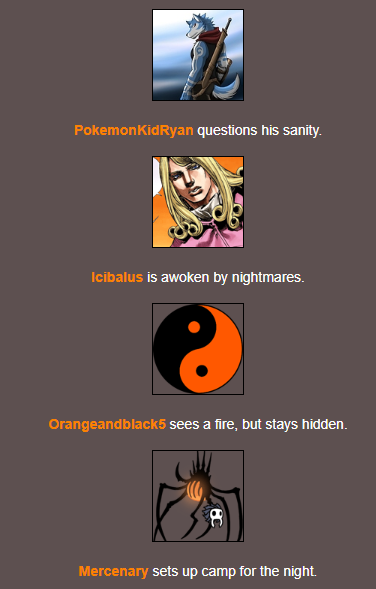 PokemonKidRyan questions his sanity.
Icibalus is awoken by nightmares.
Orangeandblack5 sees a fire, but stays hidden.
Mercenary sets up camp for the night.